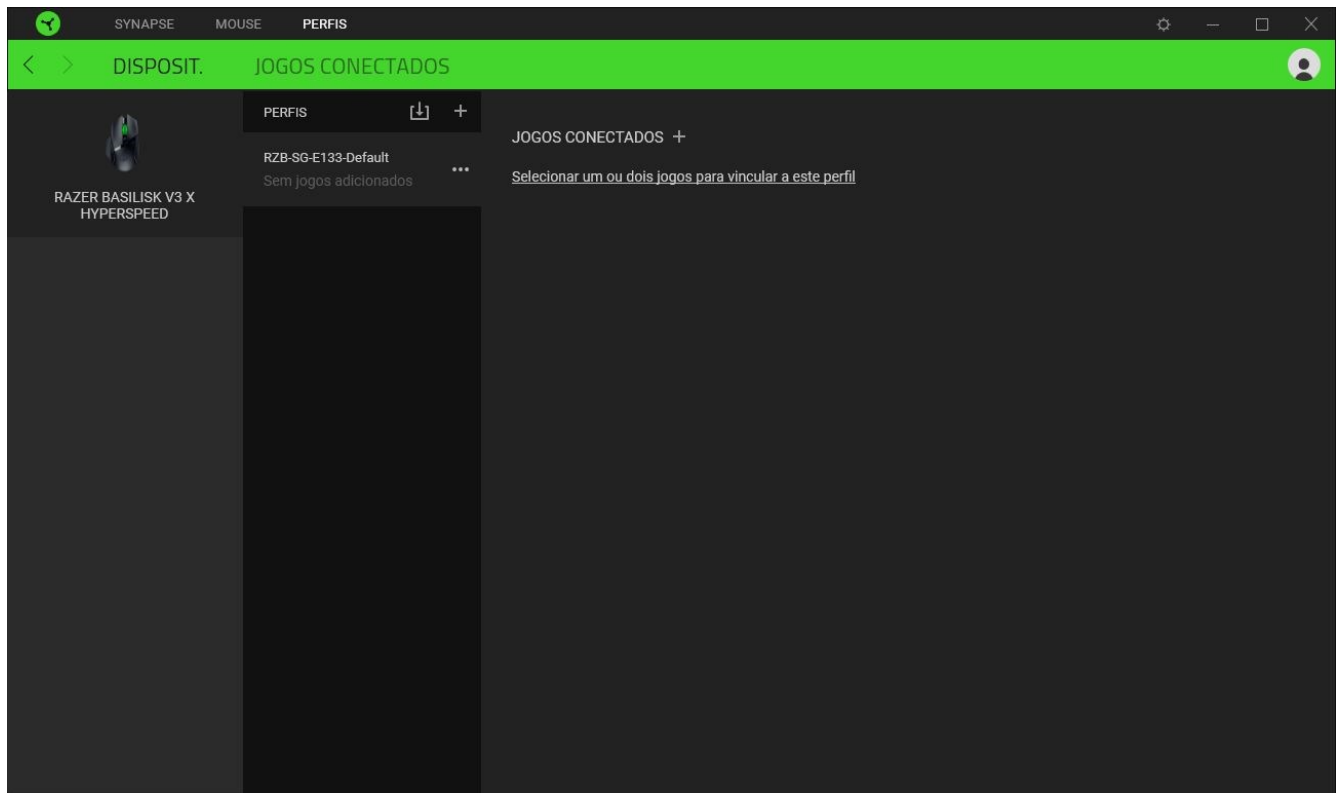 SYNAPSE MOUSE PERFIS
DISPOSIT. JOGOS CONECTADOS
RAZER BASILISK V3 X
HYPERSPEED
PERFIS
RZB-SG-E133-Default
Sem jogos adicionados
JOGOS CONECTADOS +
Selecionar um ou dois jogos para vincular a este perfil